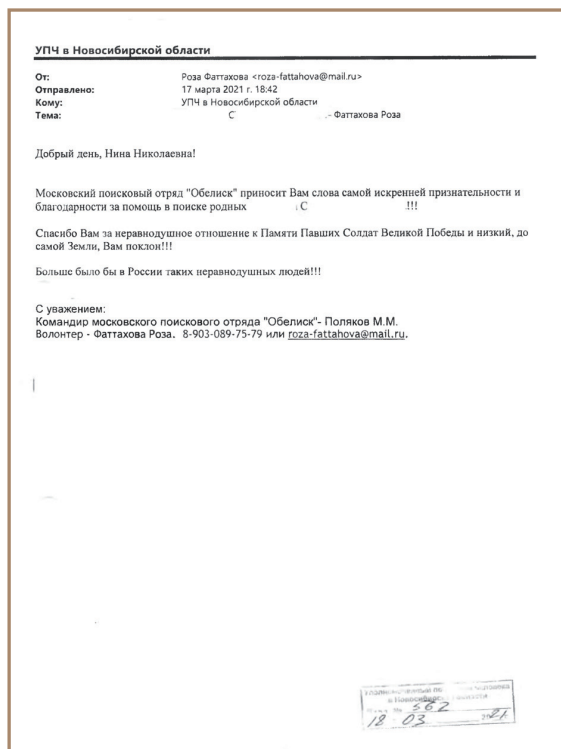 УПЧ в Новосибирской области
От: Роза Фаттахова <roza-fattahova@mail.ru>
Отправлено: 17 марта 2021 г. 18:42
Кому: УПЧ в Новосибирской области
Тема: С - Фаттахова Роза
Добрый день, Нина Николаевна!
Московский поисковый отряд "Обелиск" приносит Вам слова самой искренней признательности и
благодарности за помощь в поиске родных С !!!
Спасибо Вам за неравнодушное отношение к Памяти Павших Солдат Великой Победы и низкий, до
самой Земли, Вам поклон!!!
Больше было бы в России таких неравнодушных людей!!!
С уважением:
Командир московского поискового отряда "Обелиск"- Поляков М.М.
Волонтер - Фаттахова Роза. 8-903-089-75-79 или roza-fattahova@mail.ru.
в Новосибирской области
№ 562
18 03 2021